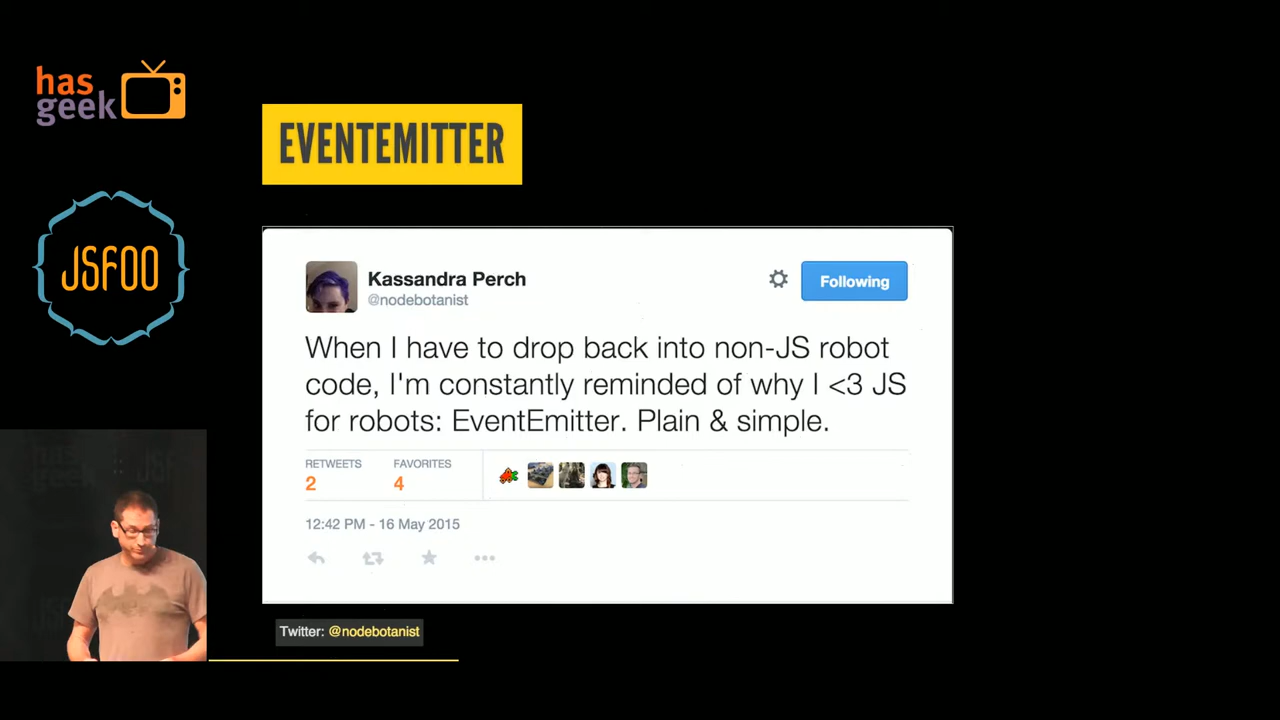 has
geek
JSFOO
EVENTEMITTER
Kassandra Perch
@nodebotanist
Following
When I have to drop back into non-JS robot
code, I'm constantly reminded of why I <3 JS
for robots: EventEmitter. Plain & simple.
RETWEETS
2
FAVORITES
4
12:42 PM - 16 May 2015
Twitter: @nodebotanist